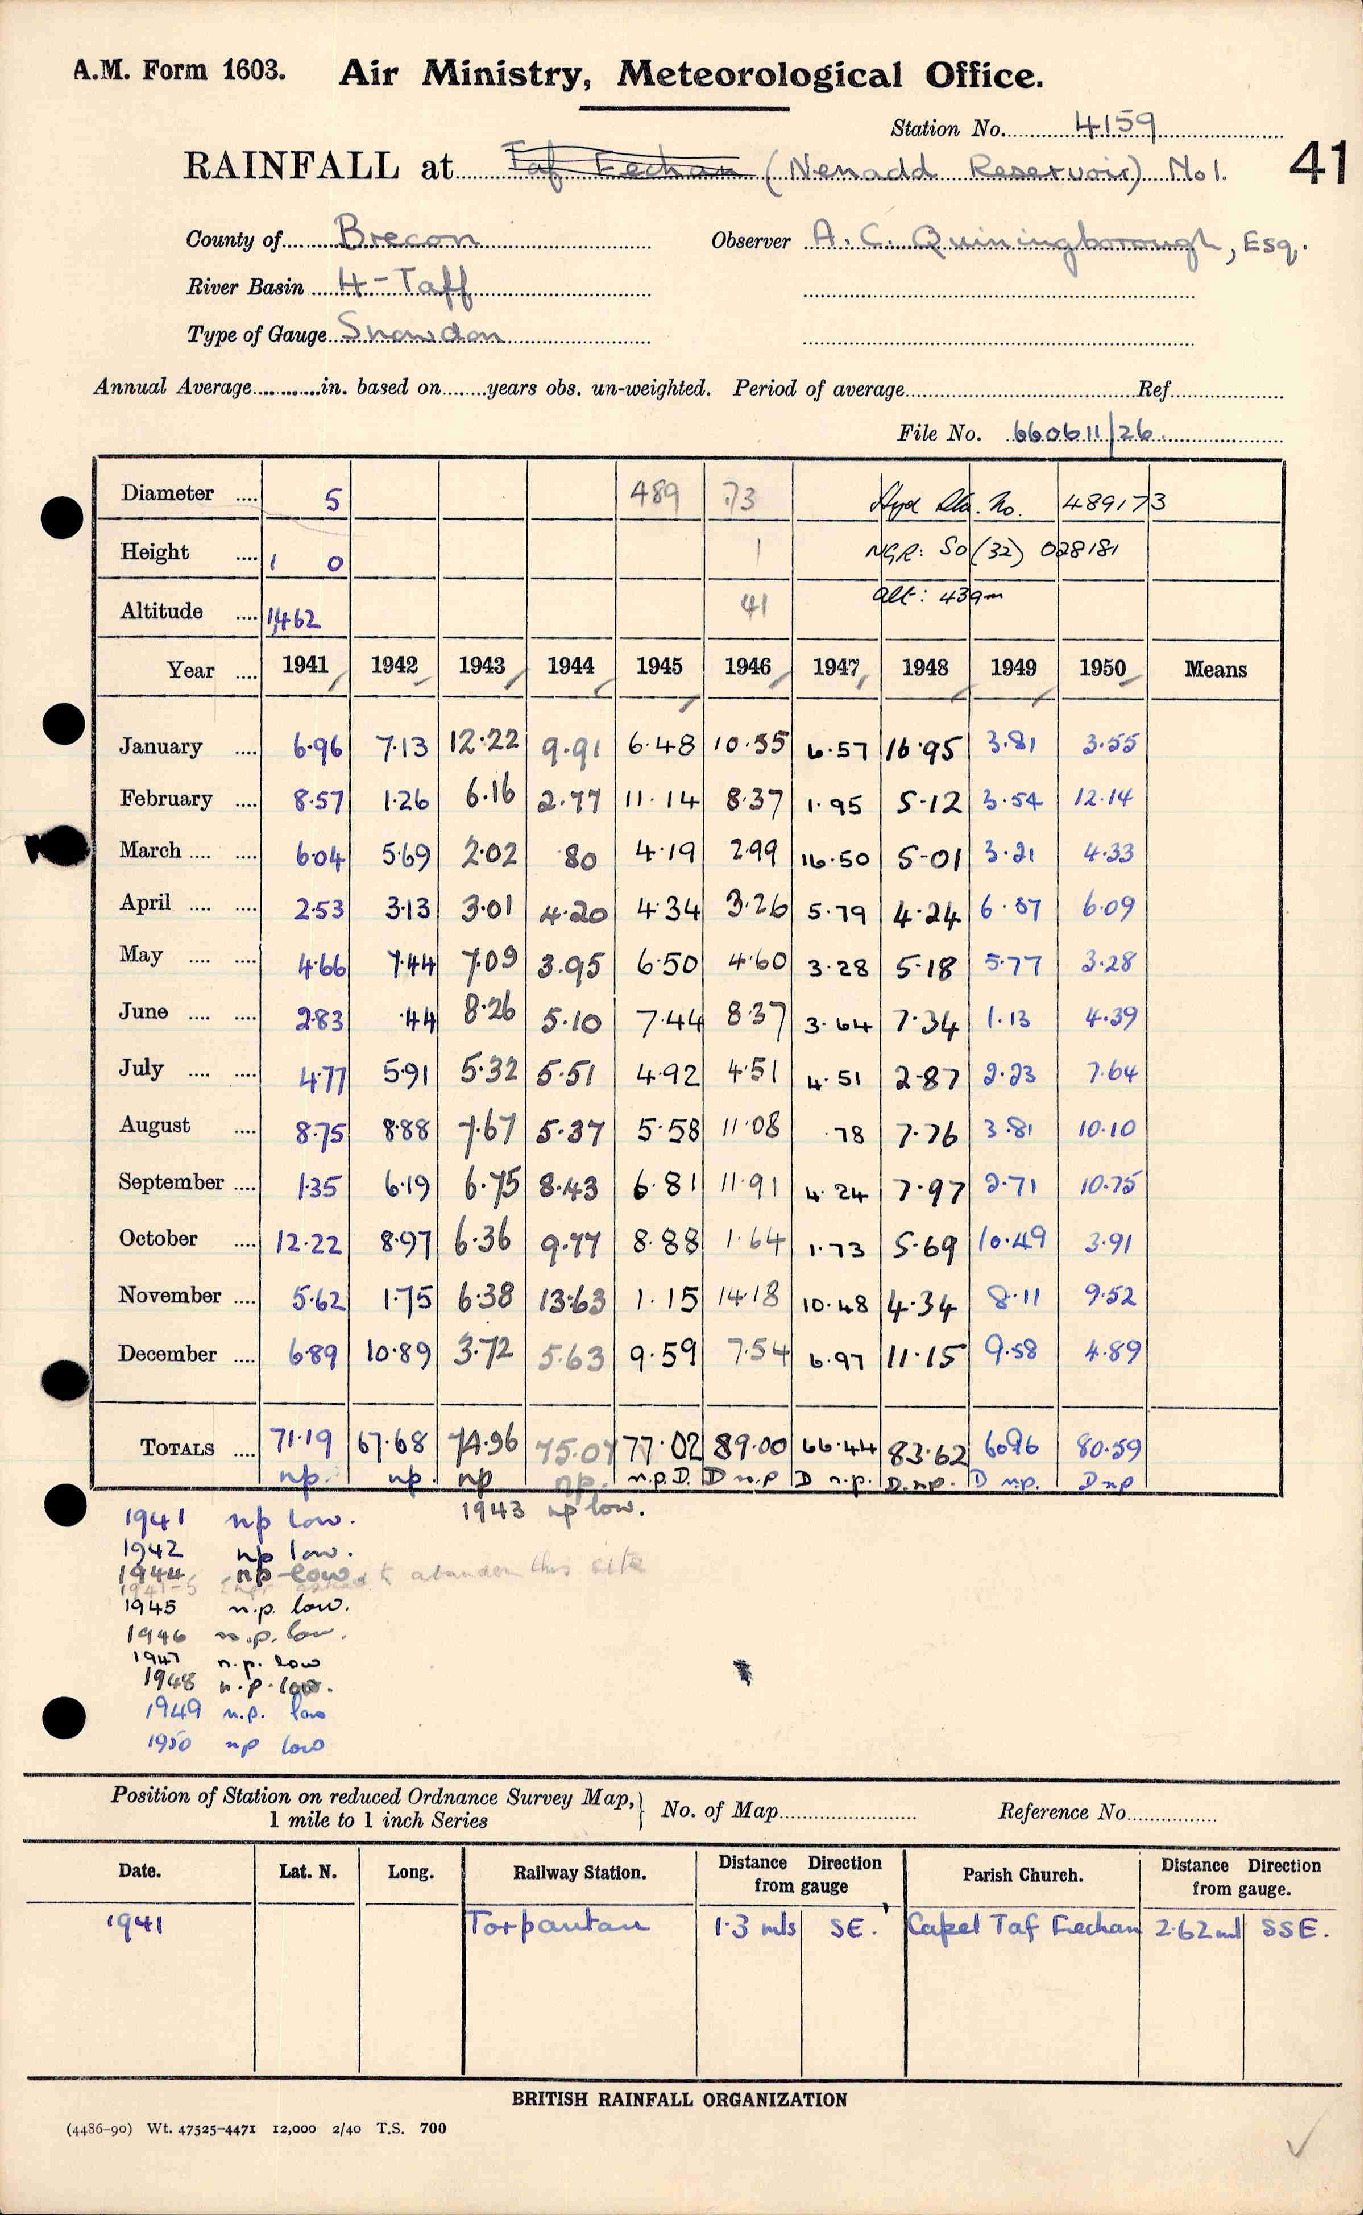 A.M. Form 1603. Air Ministry, Meteorological Office.
Station No. 4159
RAINFALL at Taf Fechan (Nenadd Reservoir) No1. 41
County of Brecon Observer A. C. Quiningborough, Esq.
River Basin 4-Taff
Type of Gauge Snowdon
Annual Average in. based on years obs. un-weighted. Period of average Ref
File No. 660611/26
Diameter 5 489 173 Hyd No. 489173
Height 1 0 1 NGR: SO (32) 028181
Altitude 1,462 41 alt: 439m
Year 1941 1942 1943 1944 1945 1946 1947 1948 1949 1950 Means
January 6.96 7.13 12.22 9.91 6.48 10.55 6.57 16.95 3.81 3.55
February 8.57 1.26 6.16 2.77 11.14 8.37 1.95 5.12 3.54 12.14
March 6.04 5.69 2.02 .80 4.19 2.99 16.50 5.01 3.21 4.33
April 2.53 3.13 3.01 4.20 4.34 3.26 5.79 4.24 6.57 6.09
May 4.66 7.44 7.09 3.95 6.50 4.60 3.28 5.18 5.77 3.28
June 2.83 .44 8.26 5.10 7.44 8.37 3.64 7.34 1.13 4.39
July 4.77 5.91 5.32 5.51 4.92 4.51 4.51 2.87 2.23 7.64
August 8.75 8.88 7.67 5.37 5.58 11.08 .78 7.76 3.81 10.10
September 1.35 6.19 6.75 8.43 6.81 11.91 4.24 7.97 2.71 10.75
October 12.22 8.97 6.36 9.77 8.88 1.64 1.73 5.69 10.49 3.91
November 5.62 1.75 6.38 13.63 1.15 14.18 10.48 4.34 8.11 9.52
December 6.89 10.89 3.72 5.63 9.59 7.54 6.97 11.15 9.58 4.89
TOTALS 71.19 67.68 74.96 75.07 77.02 89.00 66.44 83.62 60.96 80.59
np. np. np np. n.p.D. D n.p D n.p. D.n.p. D n.p. D n p
1941 np low. 1943 np low.
1942 np low.
1944 np low
1941-5 to abandon this site
1945 n.p. low.
1946 n.p. low.
1947 n.p. low
1948 n.p. low.
1949 n.p. low
1950 np low
Position of Station on reduced Ordnance Survey Map, 1 mile to 1 inch Series } No. of Map Reference No.
Date. Lat. N. Long. Railway Station. Distance Direction from gauge Parish Church. Distance Direction from gauge.
1941 Torpantau 1.3 mls SE. Capel Taf Fechan 2.62ml SSE.
BRITISH RAINFALL ORGANIZATION
(4486-90) Wt. 47525-4471 12,000 2/40 T.S. 700